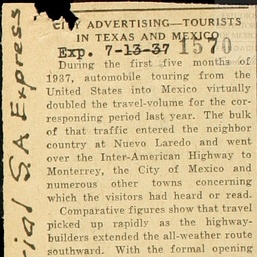 CITY ADVERTISING—TOURISTS
IN TEXAS AND MEXICO
Exp. 7-13-37 1570
During the first five months of
1937, automobile touring from the
United States into Mexico virtually
doubled the travel-volume for the cor-
responding period last year. The bulk
of that traffic entered the neighbor
country at Nuevo Laredo and went
over the Inter-American Highway to
Monterrey, the City of Mexico and
numerous other towns concerning
which the visitors had heard or read.
Comparative figures show that travel
picked up rapidly as the highway-
builders extended the all-weather route
southward. With the formal opening
rial S.A Express